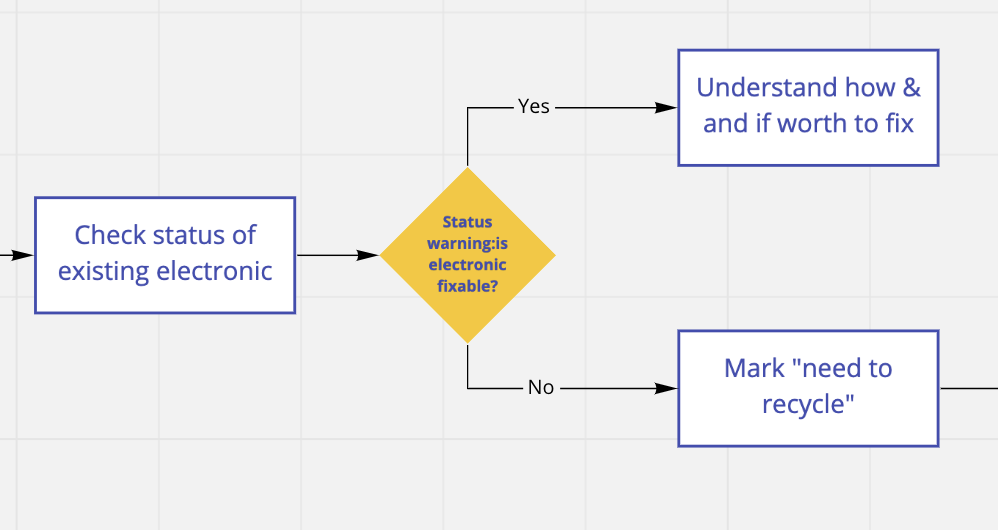 Check status of
existing electronic
Status
warning:is
electronic
fixable?
Yes
Understand how &
and if worth to fix
No
Mark "need to
recycle"